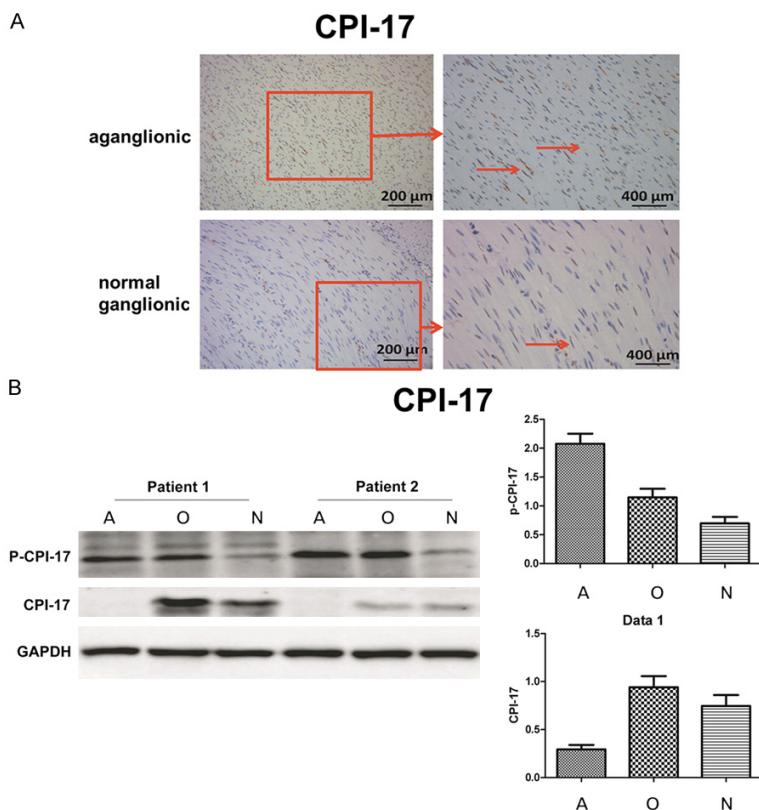 A
CPI-17
aganglionic
200 µm
400 µm
normal
ganglionic
200 µm
400 µm
B
CPI-17
Patient 1
Patient 2
A O N A O N
P-CPI-17
CPI-17
GAPDH
2.5
2.0
1.5
1.0
0.5
0.0
p-CPI-17
A O N
Data 1
1.5
1.0
0.5
0.0
CPI-17
A O N